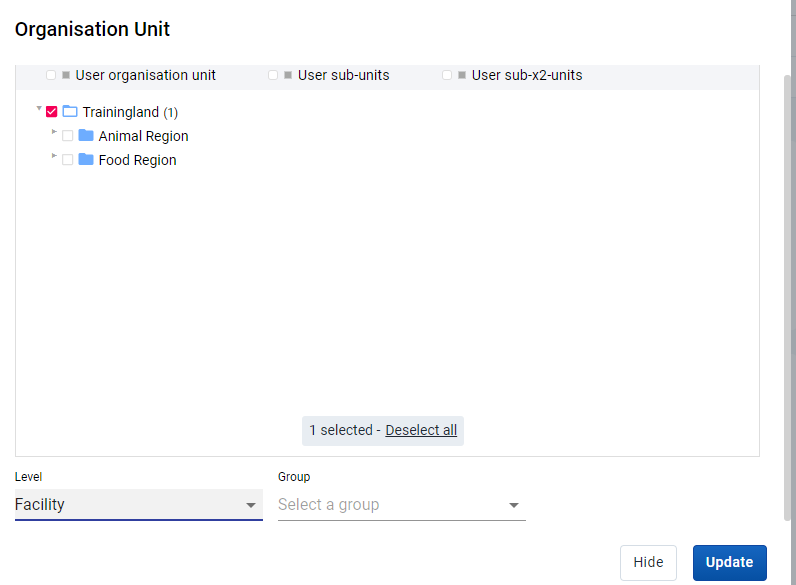 Organisation Unit
User organisation unit User sub-units User sub-x2-units
Trainingland (1)
Animal Region
Food Region
1 selected - Deselect all
Level Group
Facility Select a group
Hide Update